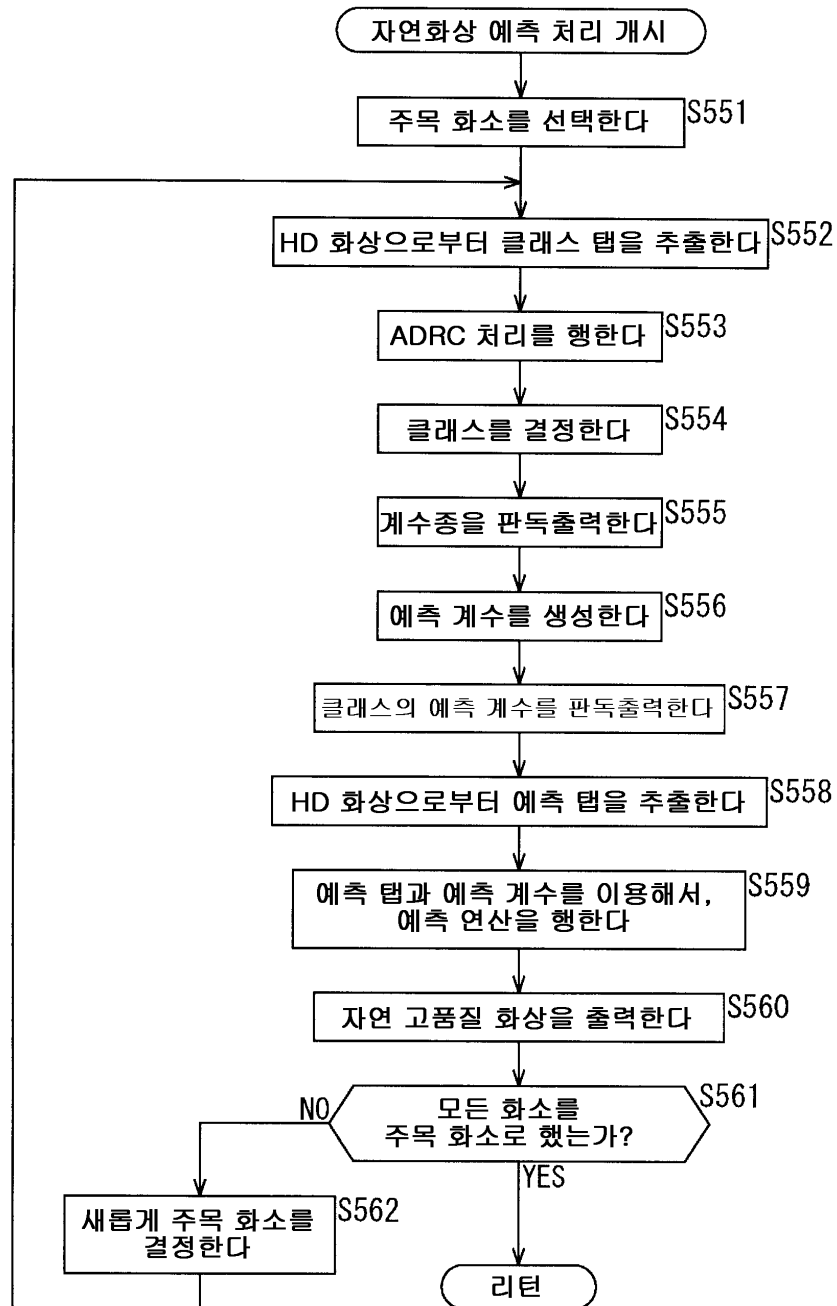 자연화상 예측 처리 개시
주목 화소를 선택한다
S551
HD 화상으로부터 클래스 탭을 추출한다
S552
ADRC 처리를 행한다
S553
클래스를 결정한다
S554
계수종을 판독출력한다
S555
예측 계수를 생성한다
S556
클래스의 예측 계수를 판독출력한다
S557
HD 화상으로부터 예측 탭을 추출한다
S558
예측 탭과 예측 계수를 이용해서,
예측 연산을 행한다
S559
자연 고품질 화상을 출력한다
S560
모든 화소를
주목 화소로 했는가?
S561
NO
YES
새롭게 주목 화소를
결정한다
S562
리턴